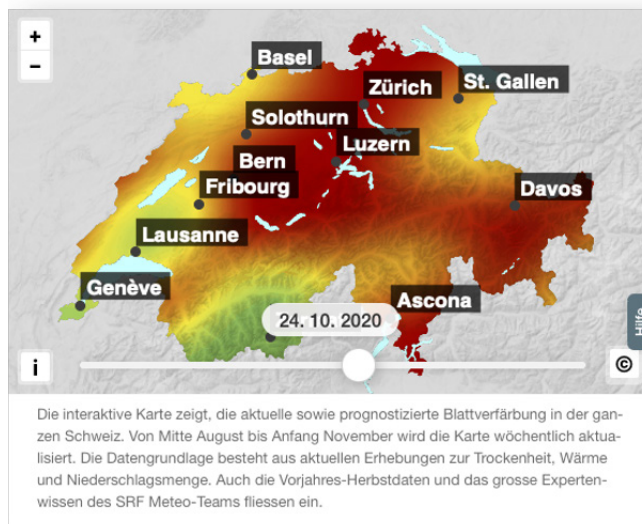 +
−
Basel
Zürich
St. Gallen
Solothurn
Luzern
Bern
Fribourg
Davos
Lausanne
Genève
Ascona
24. 10. 2020
Hilfe
i
©
Die interaktive Karte zeigt, die aktuelle sowie prognostizierte Blattverfärbung in der gan-
zen Schweiz. Von Mitte August bis Anfang November wird die Karte wöchentlich aktua-
lisiert. Die Datengrundlage besteht aus aktuellen Erhebungen zur Trockenheit, Wärme
und Niederschlagsmenge. Auch die Vorjahres-Herbstdaten und das grosse Experten-
wissen des SRF Meteo-Teams fliessen ein.